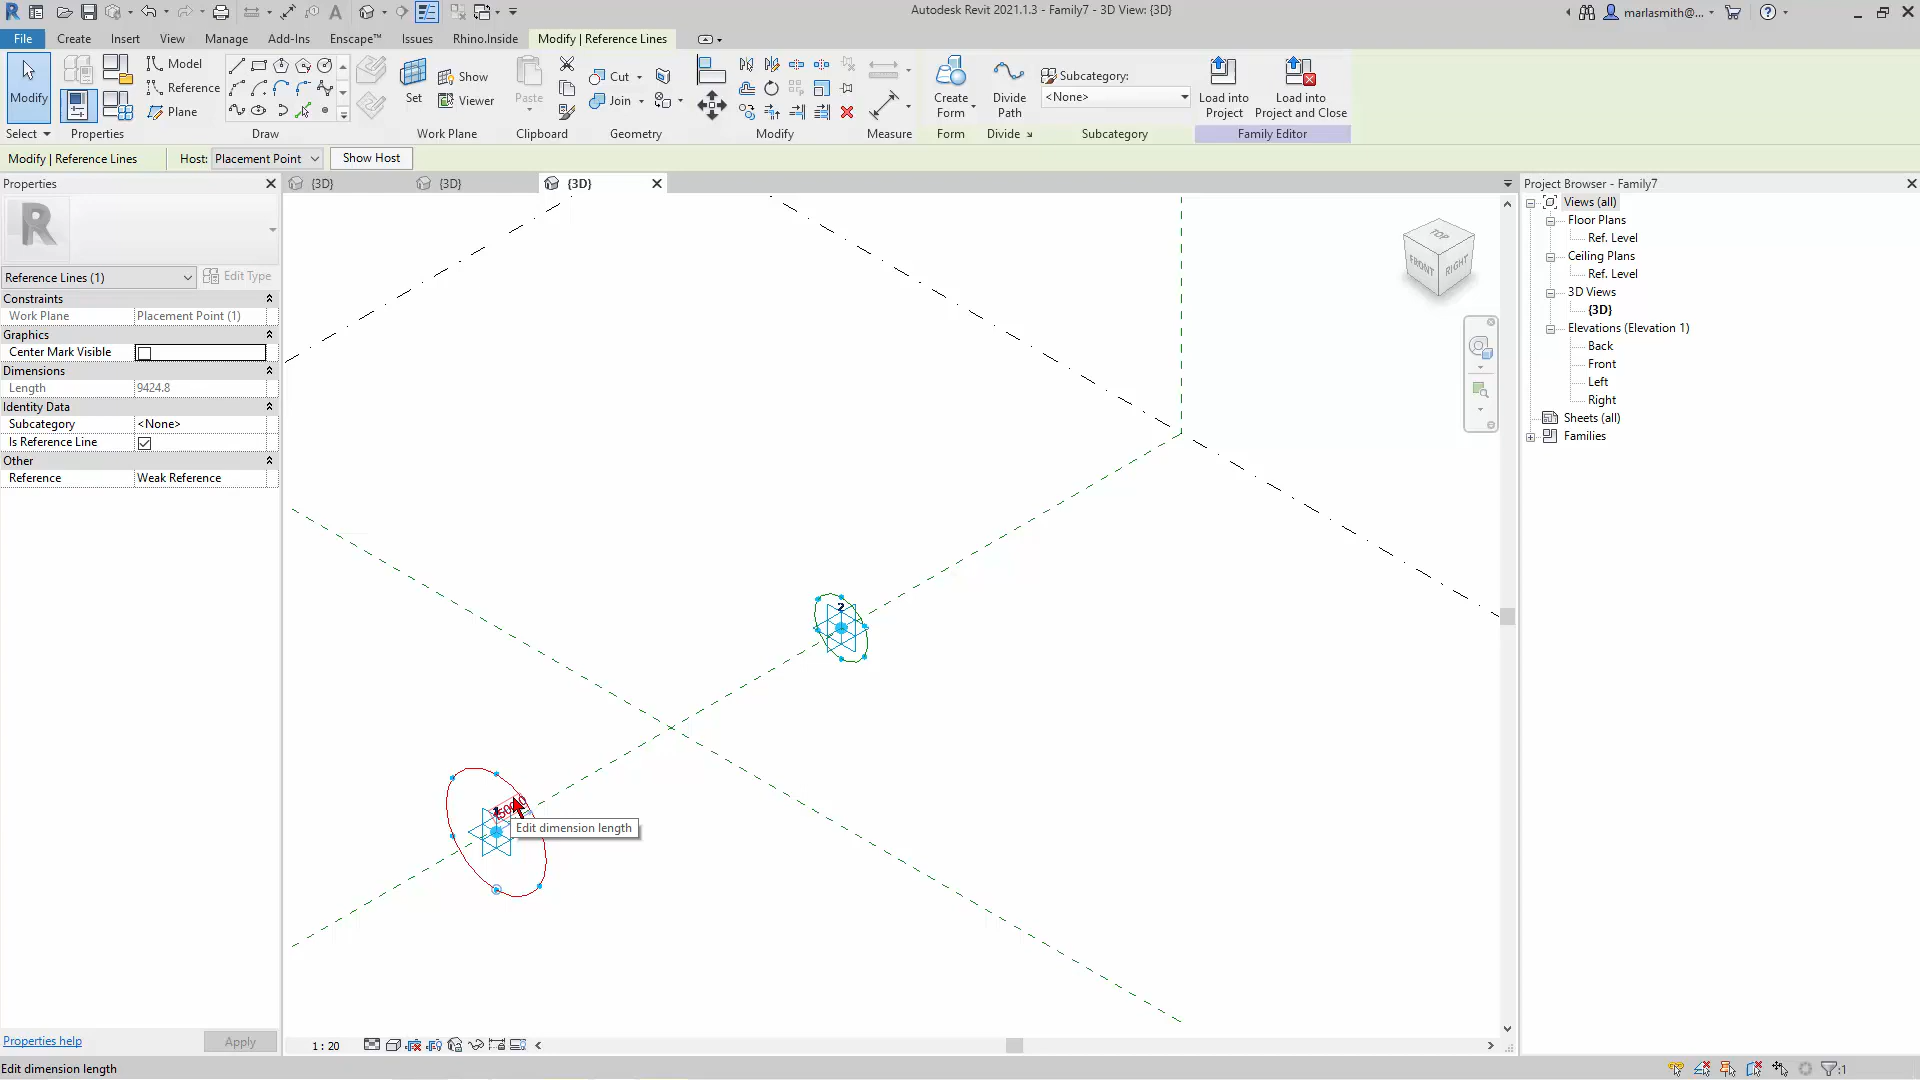 Autodesk Revit 2021.1.3 - Family7 - 3D View: {3D}
marlasmith@...
File Create Insert View Manage Add-Ins Enscape™ Issues Rhino.Inside Modify | Reference Lines
Modify
Model
Reference
Plane
Set
Show
Viewer
Paste
Cut
Join
Create
Form
Divide
Path
Subcategory:
<None>
Load into
Project
Load into
Project and Close
Select Properties Draw Work Plane Clipboard Geometry Modify Measure Form Divide Subcategory Family Editor
Modify | Reference Lines Host: Placement Point Show Host
Properties
{3D} {3D} {3D}
Project Browser - Family7
R
Reference Lines (1) Edit Type
Constraints
Work Plane Placement Point (1)
Graphics
Center Mark Visible
Dimensions
Length 9424.8
Identity Data
Subcategory <None>
Is Reference Line
Other
Reference Weak Reference
Views (all)
Floor Plans
Ref. Level
Ceiling Plans
Ref. Level
3D Views
{3D}
Elevations (Elevation 1)
Back
Front
Left
Right
Sheets (all)
Families
TOP
FRONT RIGHT
2
1
Edit dimension length
Properties help Apply
1 : 20
Edit dimension length
:1